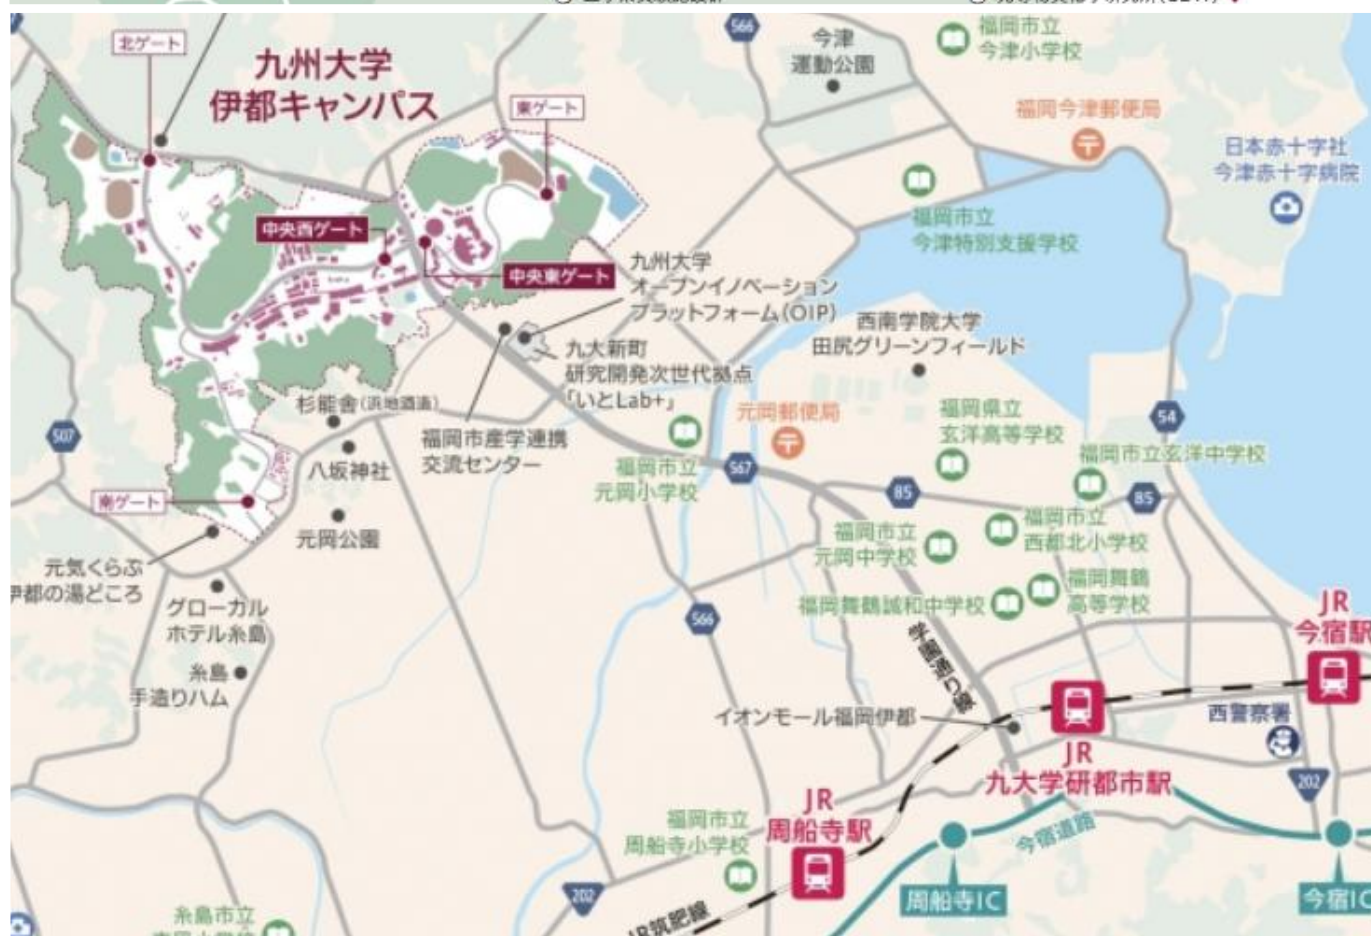 北ゲート
九州大学
伊都キャンパス
東ゲート
中央西ゲート
中央東ゲート
南ゲート
566
今津
運動公園
福岡市立
今津小学校
福岡今津郵便局
日本赤十字社
今津赤十字病院
福岡市立
今津特別支援学校
九州大学
オープンイノベーション
プラットフォーム(OIP)
西南学院大学
田尻グリーンフィールド
九大新町
研究開発次世代拠点
「いとLab+」
杉能舎(浜地酒造)
八坂神社
元岡公園
福岡市産学連携
交流センター
507
元岡郵便局
福岡市立
元岡小学校
567
福岡県立
玄洋高等学校
54
福岡市立玄洋中学校
85
85
福岡市立
元岡中学校
福岡市立
西都北小学校
福岡舞鶴誠和中学校
福岡舞鶴
高等学校
元気くらぶ
伊都の湯どころ
グローカル
ホテル糸島
糸島
手造りハム
566
学園通り線
イオンモール福岡伊都
JR
今宿駅
西警察署
JR
九大学研都市駅
202
JR
周船寺駅
福岡市立
周船寺小学校
今宿道路
周船寺IC
今宿IC
202
JR筑肥線
糸島市立